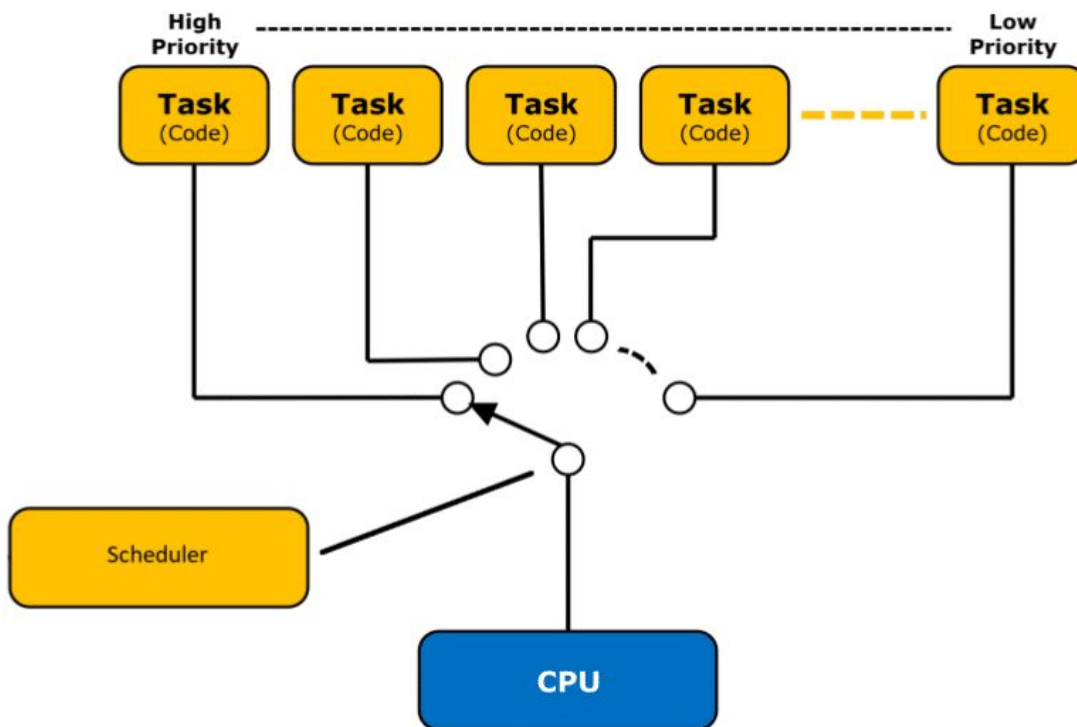 High
Priority
Low
Priority
Task
(Code)
Task
(Code)
Task
(Code)
Task
(Code)
Task
(Code)
Scheduler
CPU